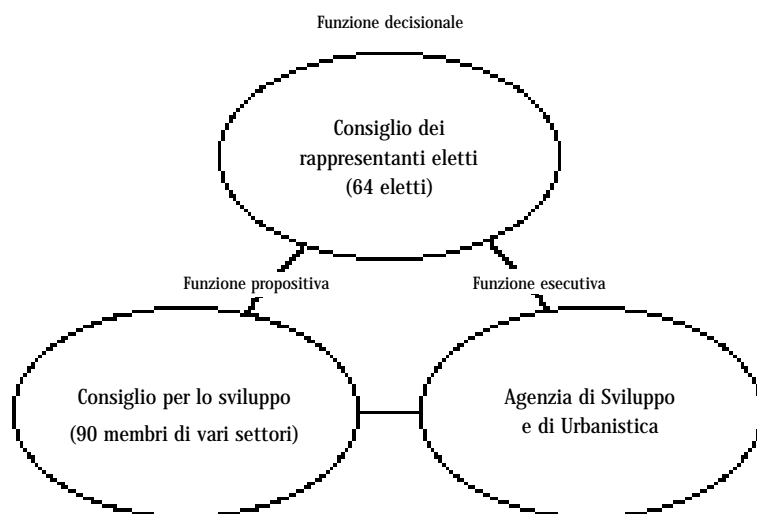 Funzione decisionale
Consiglio dei
rappresentanti eletti
(64 eletti)
Funzione propositiva
Funzione esecutiva
Consiglio per lo sviluppo
(90 membri di vari settori)
Agenzia di Sviluppo
e di Urbanistica